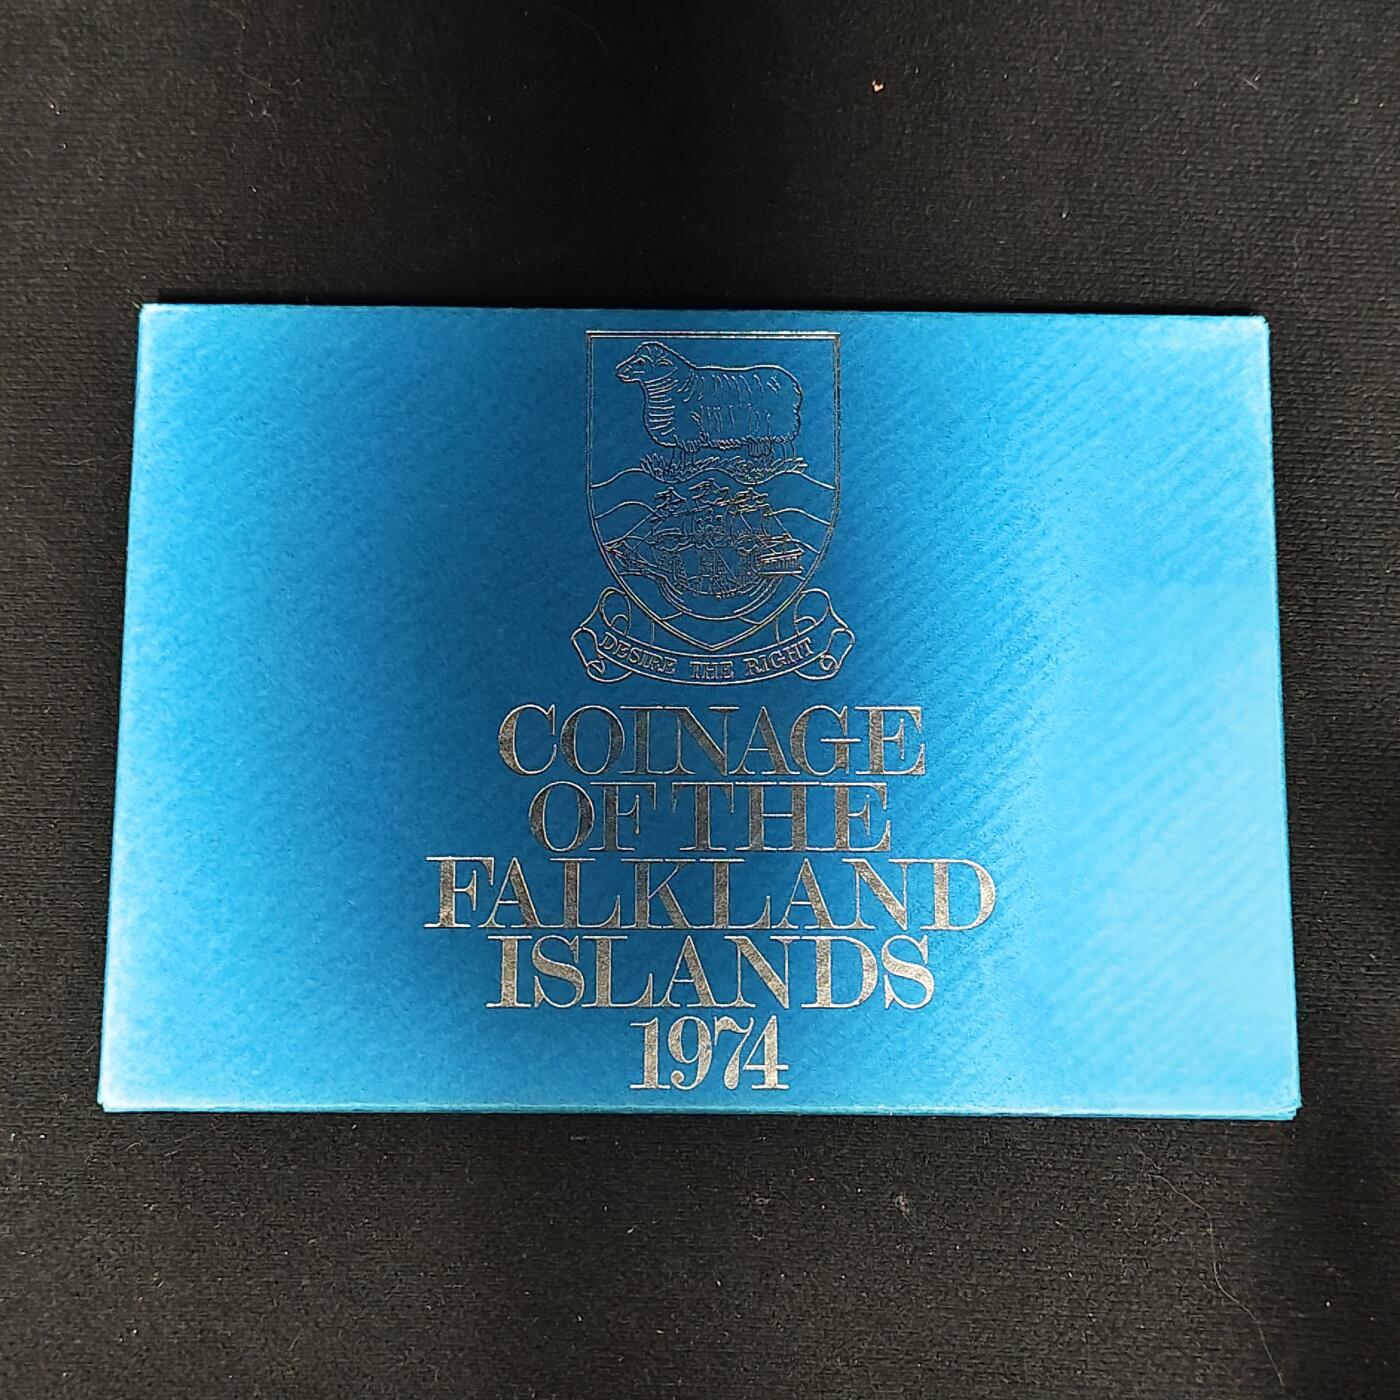 DESIRE THE RIGHT
COINAGE
OF THE
FALKLAND
ISLANDS
1974